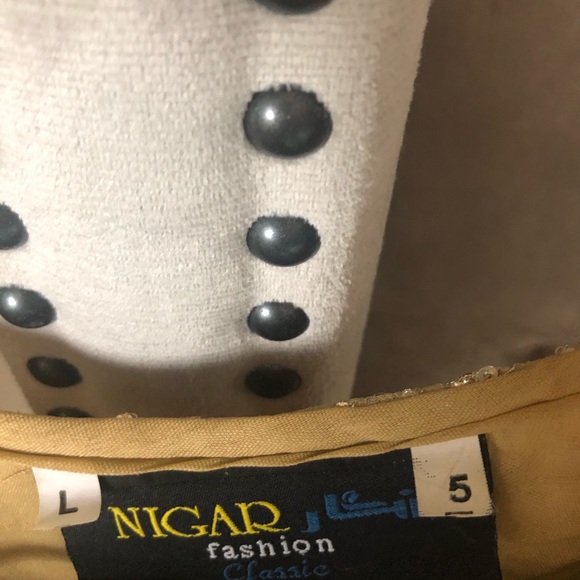 L
NIGAR نگار
5
fashion
Classic